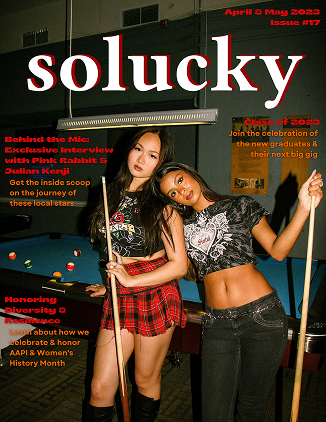 April & May 2023
Issue #17
solucky
Class of 2023
Join the celebration of
the new graduates &
their next big gig
Behind the Mic:
Exclusive Interview
with Pink Rabbit &
Julian Kenji
Get the inside scoop
on the journey of
these local stars
Honoring
Diversity &
Resilience
Learn about how we
celebrate & honor
AAPI & Women's
History Month